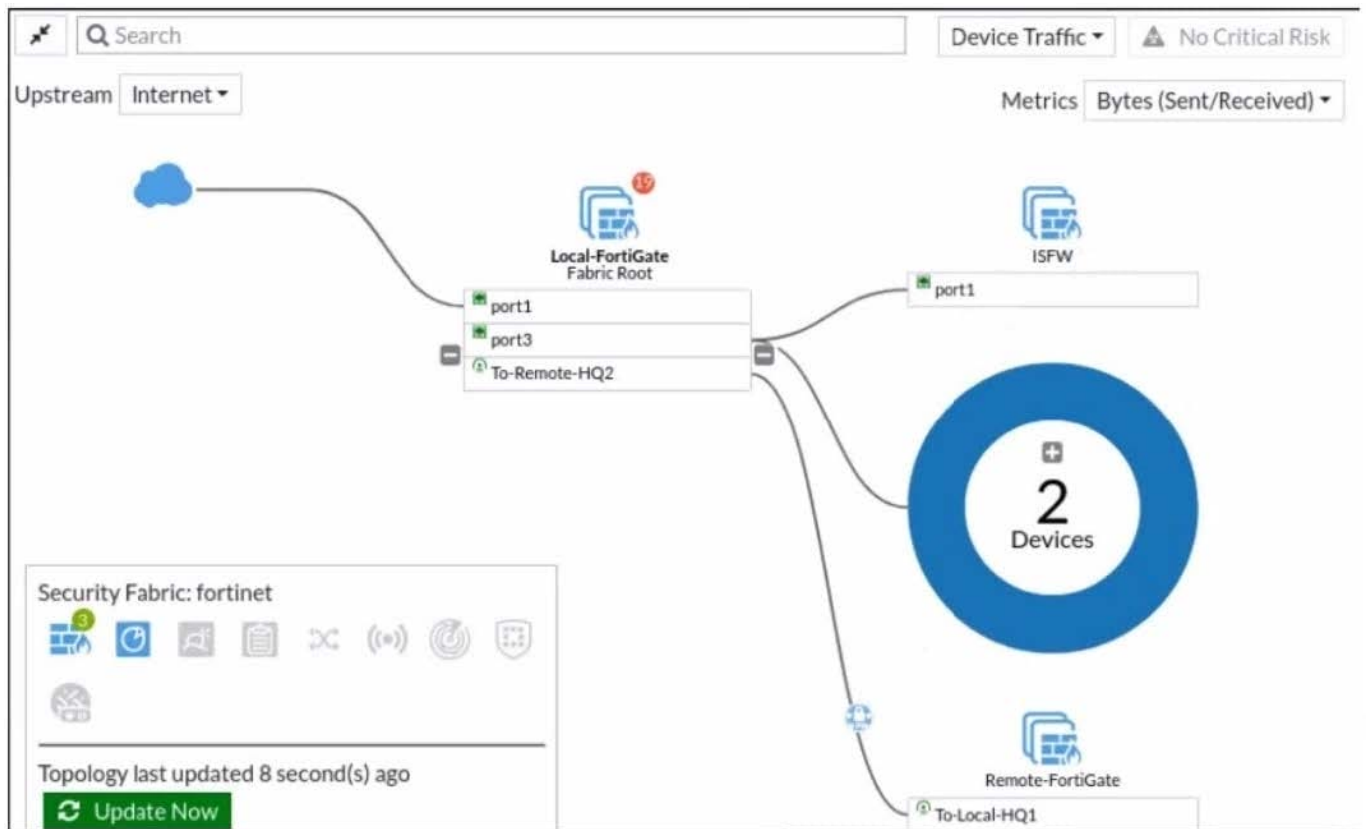 Search
Device Traffic
No Critical Risk
Upstream Internet
Metrics Bytes (Sent/Received)
19
Local-FortiGate
Fabric Root
port1
port3
To-Remote-HQ2
ISFW
port1
2
Devices
Security Fabric: fortinet
3
Topology last updated 8 second(s) ago
Update Now
Remote-FortiGate
To-Local-HQ1